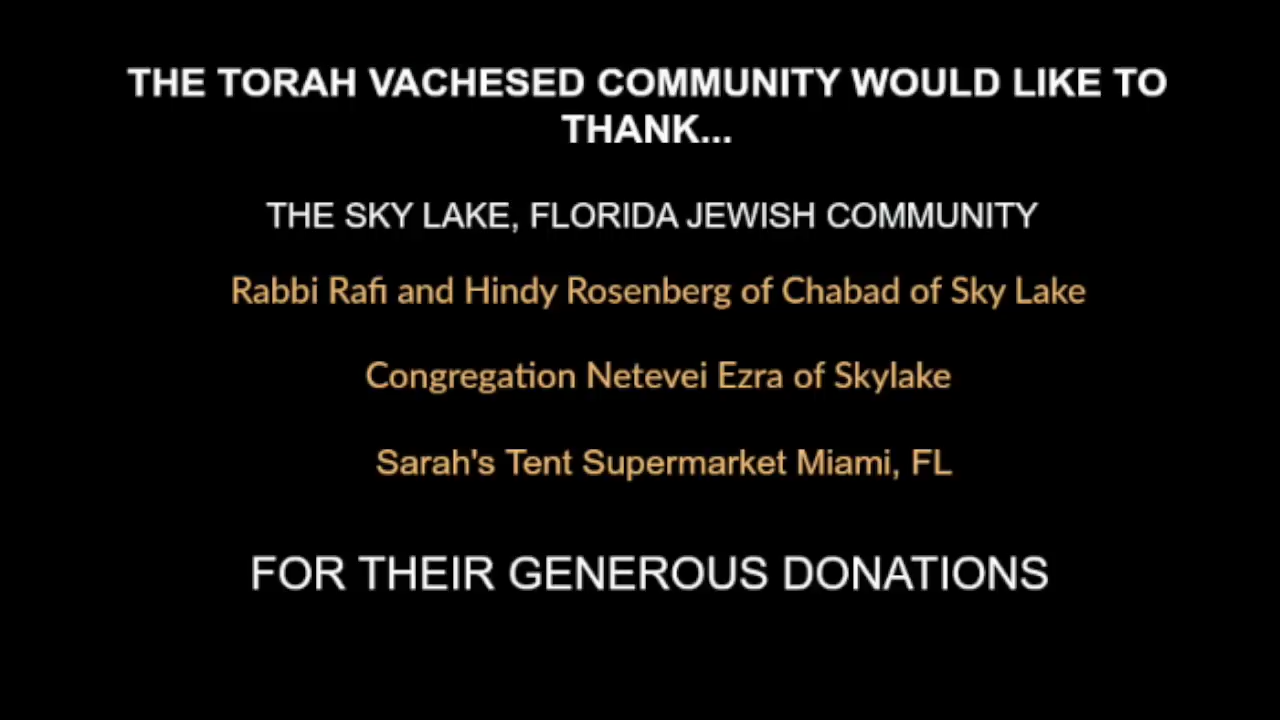 THE TORAH VACHESED COMMUNITY WOULD LIKE TO
THANK...
THE SKY LAKE, FLORIDA JEWISH COMMUNITY
Rabbi Rafi and Hindy Rosenberg of Chabad of Sky Lake
Congregation Netevei Ezra of Skylake
Sarah's Tent Supermarket Miami, FL
FOR THEIR GENEROUS DONATIONS